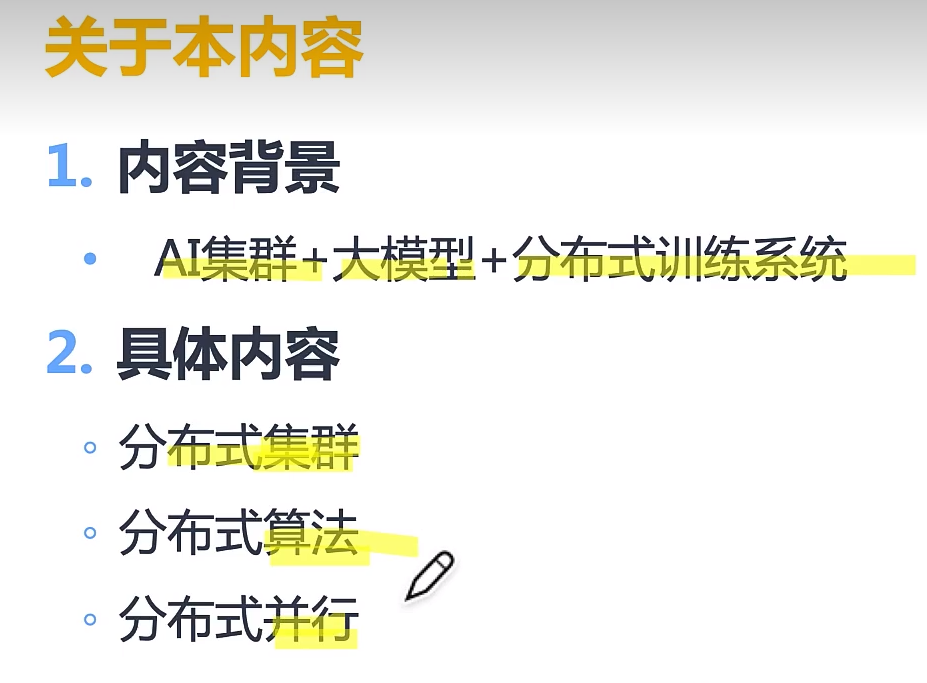 关于本内容
1. 内容背景
• AI集群+大模型+分布式训练系统
2. 具体内容
◦ 分布式集群
◦ 分布式算法
◦ 分布式并行